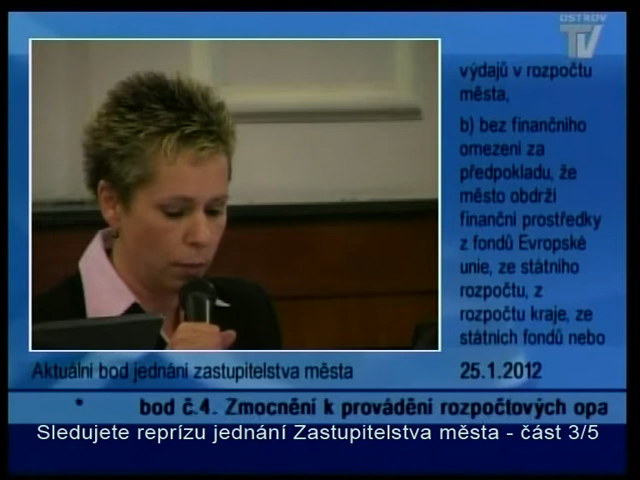 OSTROV
TV
výdajů v rozpočtu
města,
b) bez finančního
omezení za
předpokladu, že
město obdrží
finanční prostředky
z fondů Evropské
unie, ze státního
rozpočtu, z
rozpočtu kraje, ze
státních fondů nebo
Aktuální bod jednání zastupitelstva města
25.1.2012
* bod č.4. Zmocnění k provádění rozpočtových opa
Sledujete reprízu jednání Zastupitelstva města - část 3/5